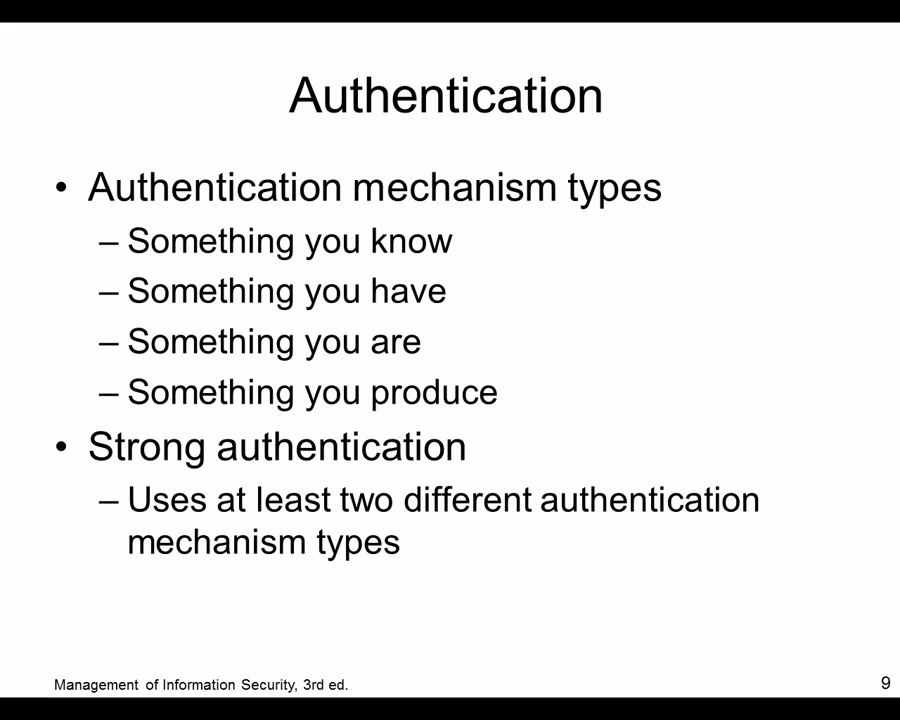 Authentication
• Authentication mechanism types
– Something you know
– Something you have
– Something you are
– Something you produce
• Strong authentication
– Uses at least two different authentication
mechanism types
Management of Information Security, 3rd ed.
9